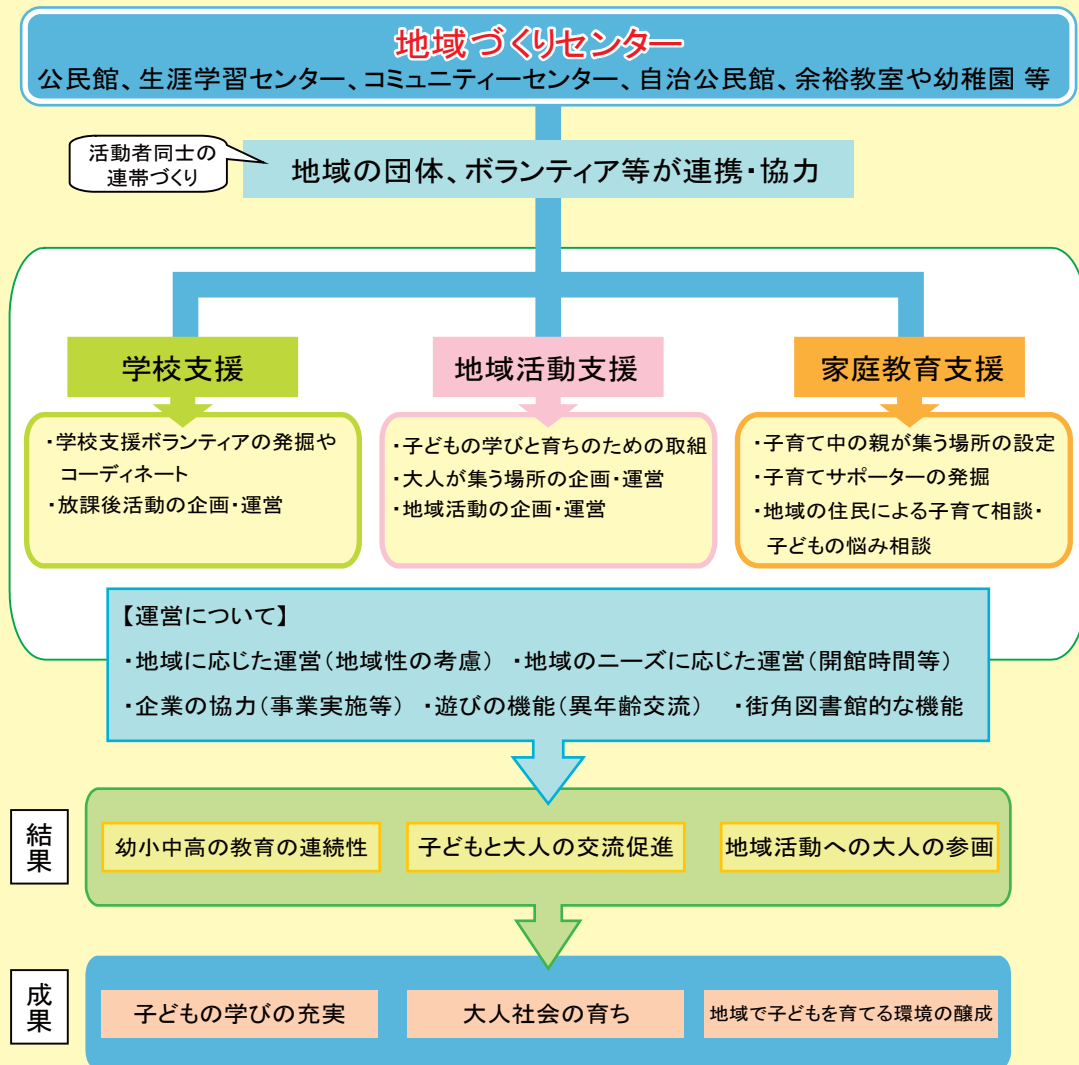 地域づくりセンター
公民館、生涯学習センター、コミュニティーセンター、自治公民館、余裕教室や幼稚園 等
活動者同士の
連帯づくり
地域の団体、ボランティア等が連携・協力
学校支援
・学校支援ボランティアの発掘や
コーディネート
・放課後活動の企画・運営
地域活動支援
・子どもの学びと育ちのための取組
・大人が集う場所の企画・運営
・地域活動の企画・運営
家庭教育支援
・子育て中の親が集う場所の設定
・子育てサポーターの発掘
・地域の住民による子育て相談・
子どもの悩み相談
【運営について】
・地域に応じた運営(地域性の考慮) ・地域のニーズに応じた運営(開館時間等)
・企業の協力(事業実施等) ・遊びの機能(異年齢交流) ・街角図書館的な機能
結果
幼小中高の教育の連続性
子どもと大人の交流促進
地域活動への大人の参画
成果
子どもの学びの充実
大人社会の育ち
地域で子どもを育てる環境の醸成